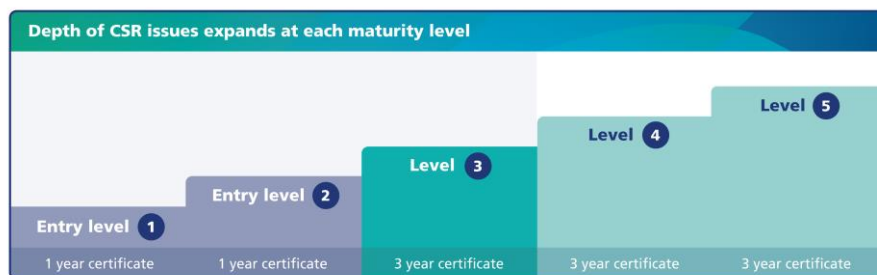 Depth of CSR issues expands at each maturity level
Entry level 1
Entry level 2
Level 3
Level 4
Level 5
1 year certificate
1 year certificate
3 year certificate
3 year certificate
3 year certificate